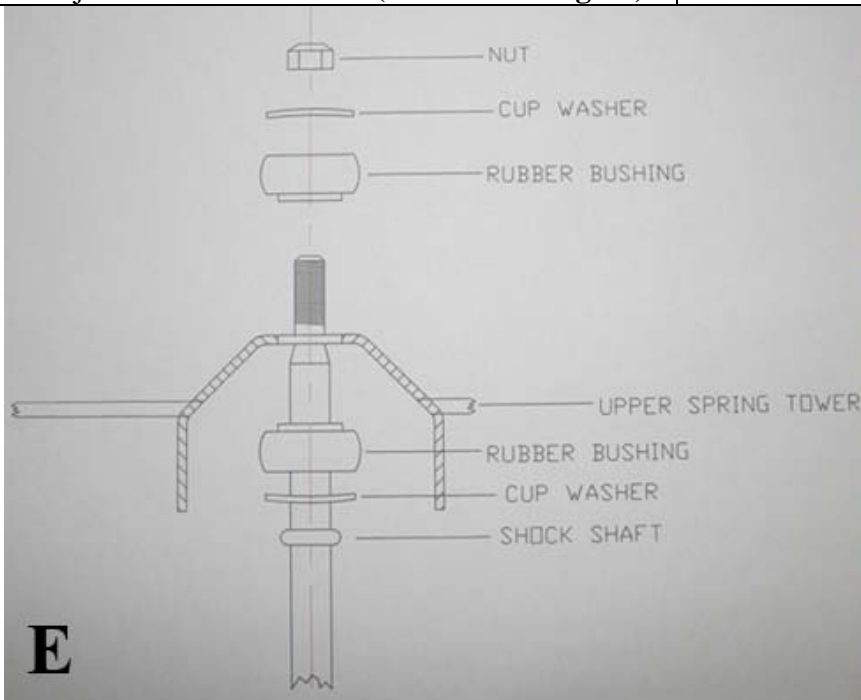 NUT
CUP WASHER
RUBBER BUSHING
UPPER SPRING TOWER
RUBBER BUSHING
CUP WASHER
SHOCK SHAFT
E